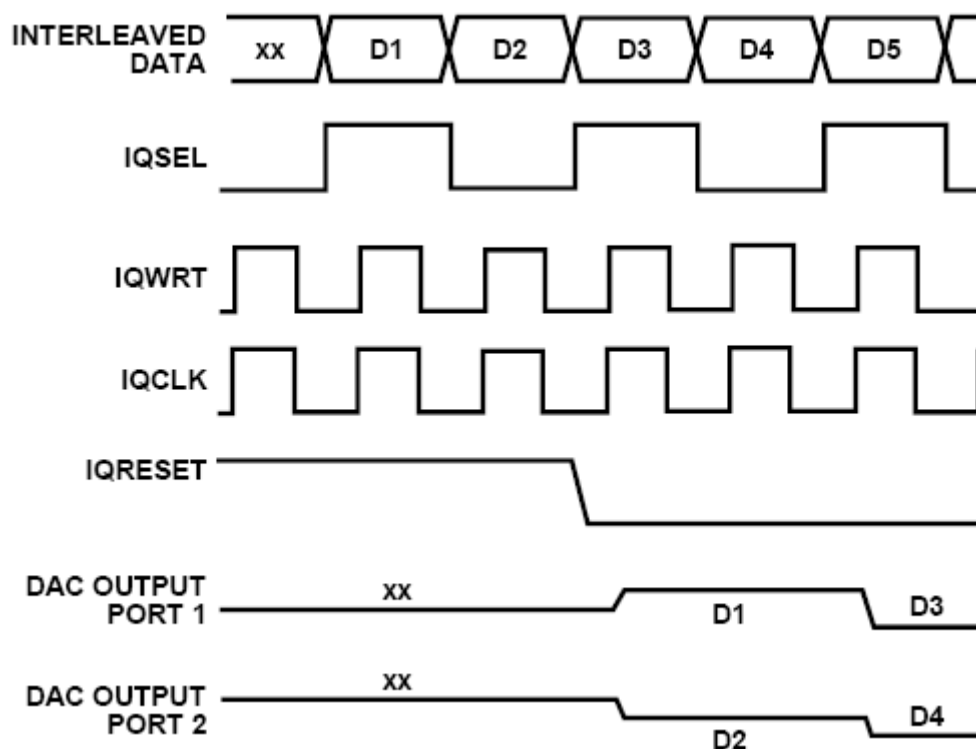 INTERLEAVED
DATA
xx D1 D2 D3 D4 D5
IQSEL
IQWRT
IQCLK
IQRESET
DAC OUTPUT
PORT 1
xx
D1
D3
DAC OUTPUT
PORT 2
xx
D2
D4